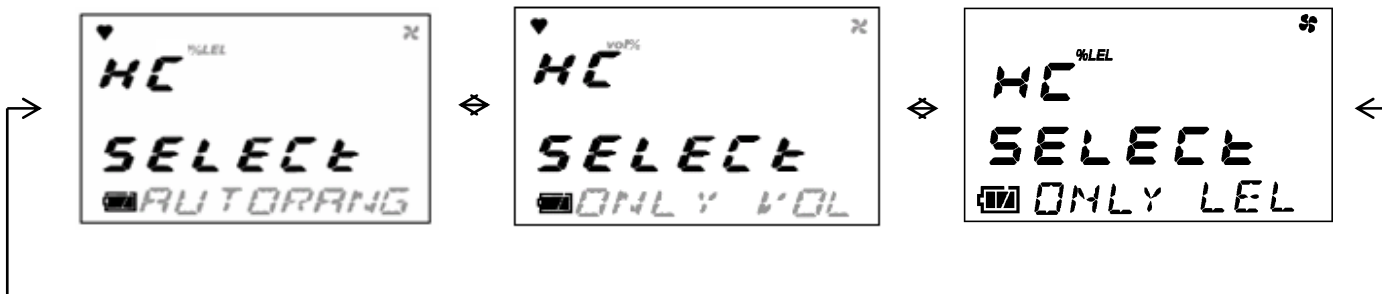 %LEL
HC
SELECt
AUTORANG
vol%
HC
SELECt
ONLY VOL
%LEL
HC
SELECt
ONLY LEL